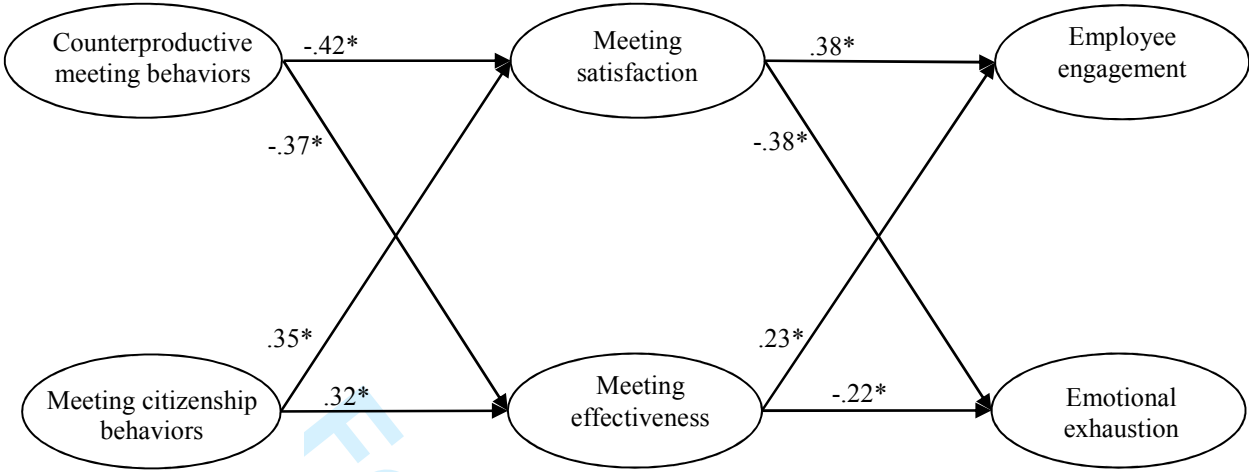 Counterproductive
meeting behaviors
-.42*
Meeting
satisfaction
.38*
Employee
engagement
-.37*
-.38*
.35*
.23*
Meeting citizenship
behaviors
.32*
Meeting
effectiveness
-.22*
Emotional
exhaustion